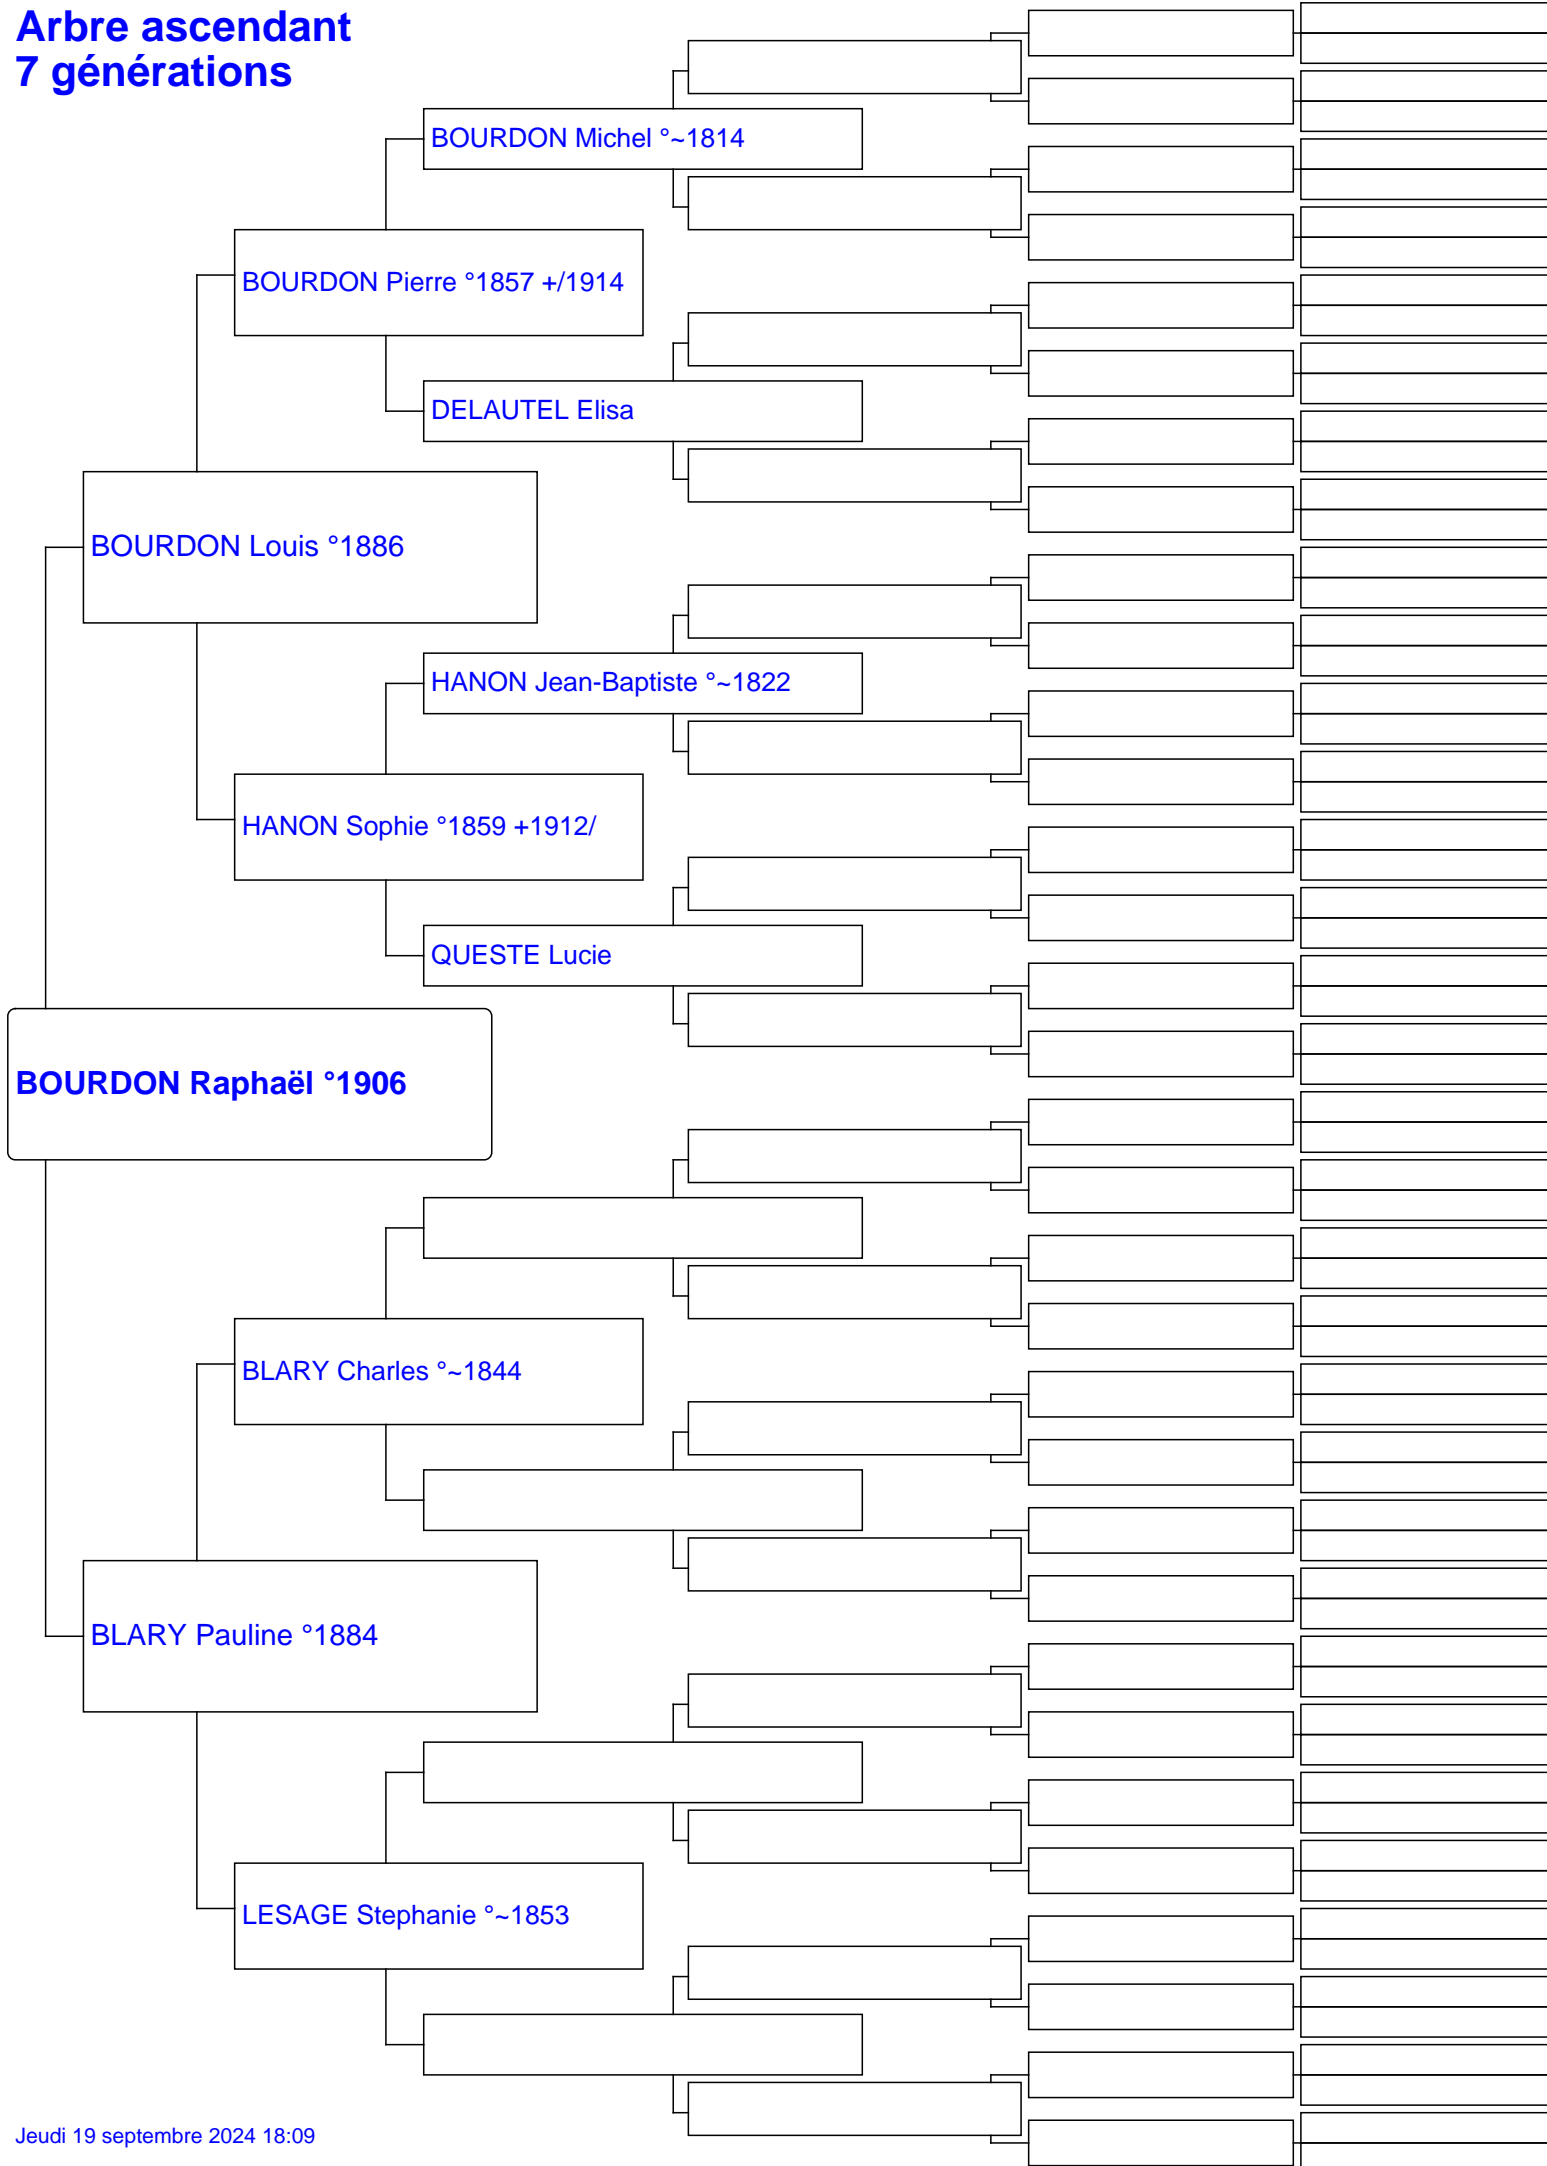 Arbre ascendant
7 générations
BOURDON Michel °~1814
BOURDON Pierre °1857 +/1914
DELAUTEL Elisa
BOURDON Louis °1886
HANON Jean-Baptiste °~1822
HANON Sophie °1859 +1912/
QUESTE Lucie
BOURDON Raphaël °1906
BLARY Charles °~1844
BLARY Pauline °1884
LESAGE Stephanie °~1853
Jeudi 19 septembre 2024 18:09